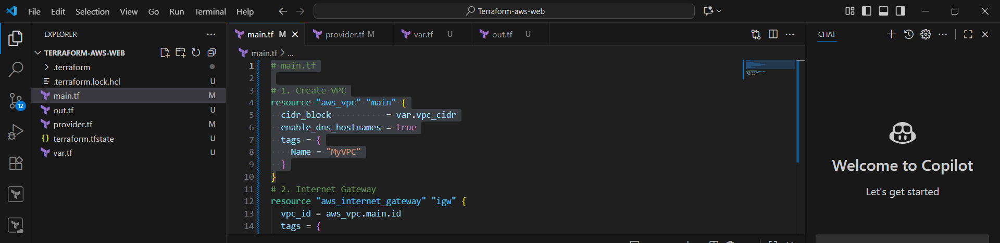 File Edit Selection View Go Run Terminal Help
Terraform-aws-web
EXPLORER
TERRAFORM-AWS-WEB
.terraform
.terraform.lock.hcl U
main.tf M
out.tf U
provider.tf M
terraform.tfstate U
var.tf U
12
main.tf M
provider.tf M
var.tf U
out.tf U
main.tf > ...
1 # main.tf
2
3 # 1. Create VPC
4 resource "aws_vpc" "main" {
5 cidr_block = var.vpc_cidr
6 enable_dns_hostnames = true
7 tags = {
8 Name = "MyVPC"
9 }
10 }
11 # 2. Internet Gateway
12 resource "aws_internet_gateway" "igw" {
13 vpc_id = aws_vpc.main.id
14 tags = {
CHAT
Welcome to Copilot
Let's get started